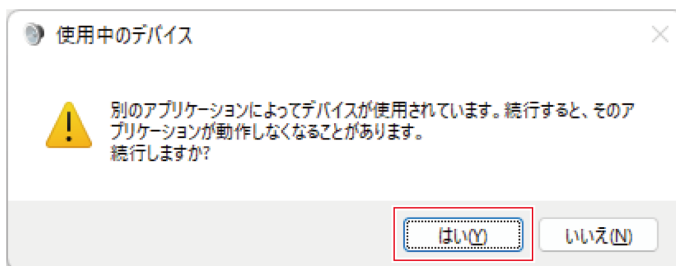 使用中のデバイス
別のアプリケーションによってデバイスが使用されています。続行すると、そのア
プリケーションが動作しなくなることがあります。
続行しますか?
はい(Y)
いいえ(N)